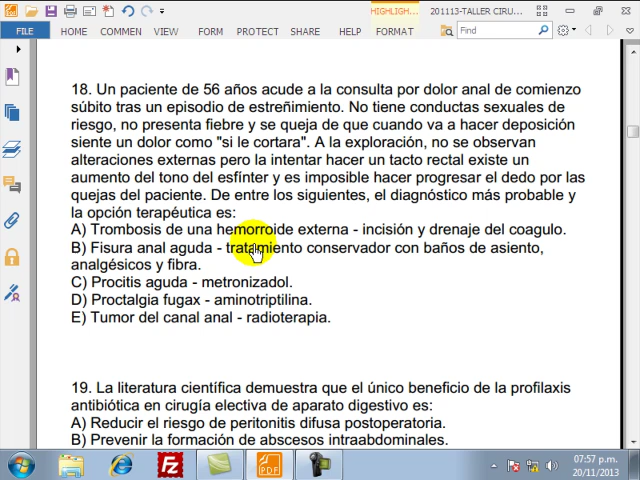 HIGHLIGH...
201113-TALLER CIRU...
FILE HOME COMMEN VIEW FORM PROTECT SHARE HELP FORMAT Find
18. Un paciente de 56 años acude a la consulta por dolor anal de comienzo
súbito tras un episodio de estreñimiento. No tiene conductas sexuales de
riesgo, no presenta fiebre y se queja de que cuando va a hacer deposición
siente un dolor como "si le cortara". A la exploración, no se observan
alteraciones externas pero la intentar hacer un tacto rectal existe un
aumento del tono del esfínter y es imposible hacer progresar el dedo por las
quejas del paciente. De entre los siguientes, el diagnóstico más probable y
la opción terapéutica es:
A) Trombosis de una hemorroide externa - incisión y drenaje del coagulo.
B) Fisura anal aguda - tratamiento conservador con baños de asiento,
analgésicos y fibra.
C) Procitis aguda - metronizadol.
D) Proctalgia fugax - aminotriptilina.
E) Tumor del canal anal - radioterapia.
19. La literatura científica demuestra que el único beneficio de la profilaxis
antibiótica en cirugía electiva de aparato digestivo es:
A) Reducir el riesgo de peritonitis difusa postoperatoria.
B) Prevenir la formación de abscesos intraabdominales.
PDF
07:57 p.m.
20/11/2013